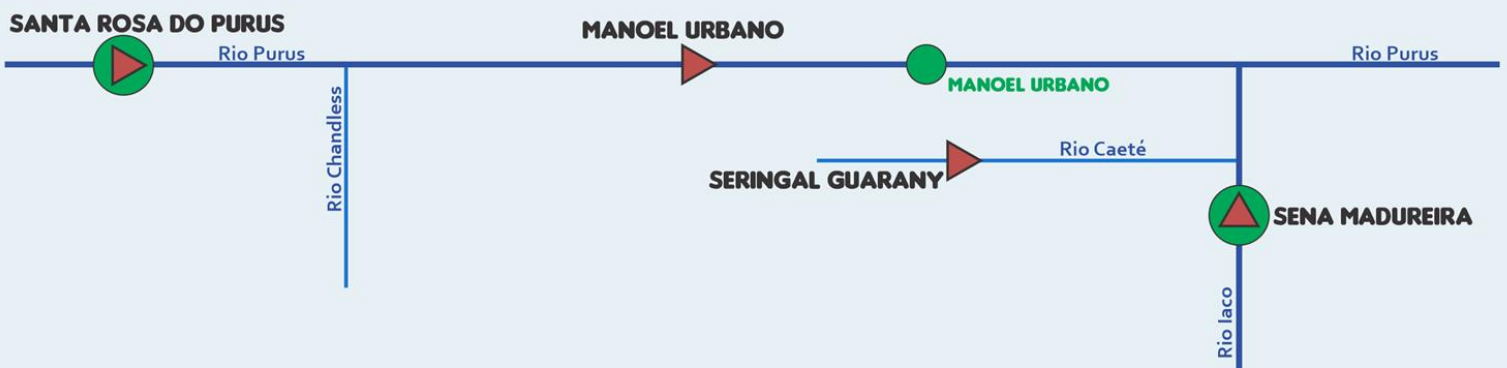 SANTA ROSA DO PURUS
MANOEL URBANO
Rio Purus
Rio Purus
MANOEL URBANO
Rio Chandless
Rio Caeté
SERINGAL GUARANY
SENA MADUREIRA
Rio Iaco